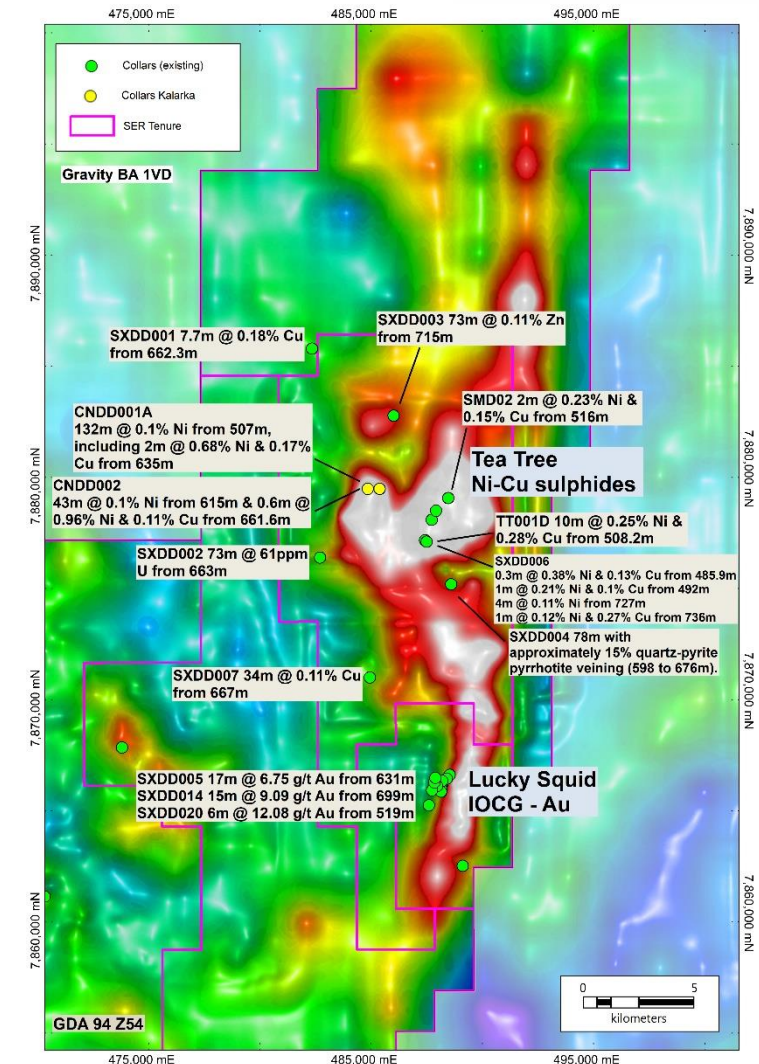 475,000 mE
485,000 mE
495,000 mE
Collars (existing)
Collars Kalarka
SER Tenure
Gravity BA 1VD
7,890,000 mN
7,890,000 mN
SXDD001 7.7m @ 0.18% Cu
from 662.3m
SXDD003 73m @ 0.11% Zn
from 715m
SMD02 2m @ 0.23% Ni &
0.15% Cu from 516m
CNDD001A
132m @ 0.1% Ni from 507m,
including 2m @ 0.68% Ni & 0.17%
Cu from 635m
Tea Tree
Ni-Cu sulphides
7,880,000 mN
7,880,000 mN
CNDD002
43m @ 0.1% Ni from 615m & 0.6m @
0.96% Ni & 0.11% Cu from 661.6m
TT001D 10m @ 0.25% Ni &
0.28% Cu from 508.2m
SXDD002 73m @ 61ppm
U from 663m
SXDD006
0.3m @ 0.38% Ni & 0.13% Cu from 485.9m
1m @ 0.21% Ni & 0.1% Cu from 492m
4m @ 0.11% Ni from 727m
1m @ 0.12% Ni & 0.27% Cu from 736m
SXDD004 78m with
approximately 15% quartz-pyrite
pyrrhotite veining (598 to 676m).
SXDD007 34m @ 0.11% Cu
from 667m
7,870,000 mN
7,870,000 mN
SXDD005 17m @ 6.75 g/t Au from 631m
SXDD014 15m @ 9.09 g/t Au from 699m
SXDD020 6m @ 12.08 g/t Au from 519m
Lucky Squid
IOCG - Au
7,860,000 mN
7,860,000 mN
0 5
kilometers
GDA 94 Z54
475,000 mE
485,000 mE
495,000 mE